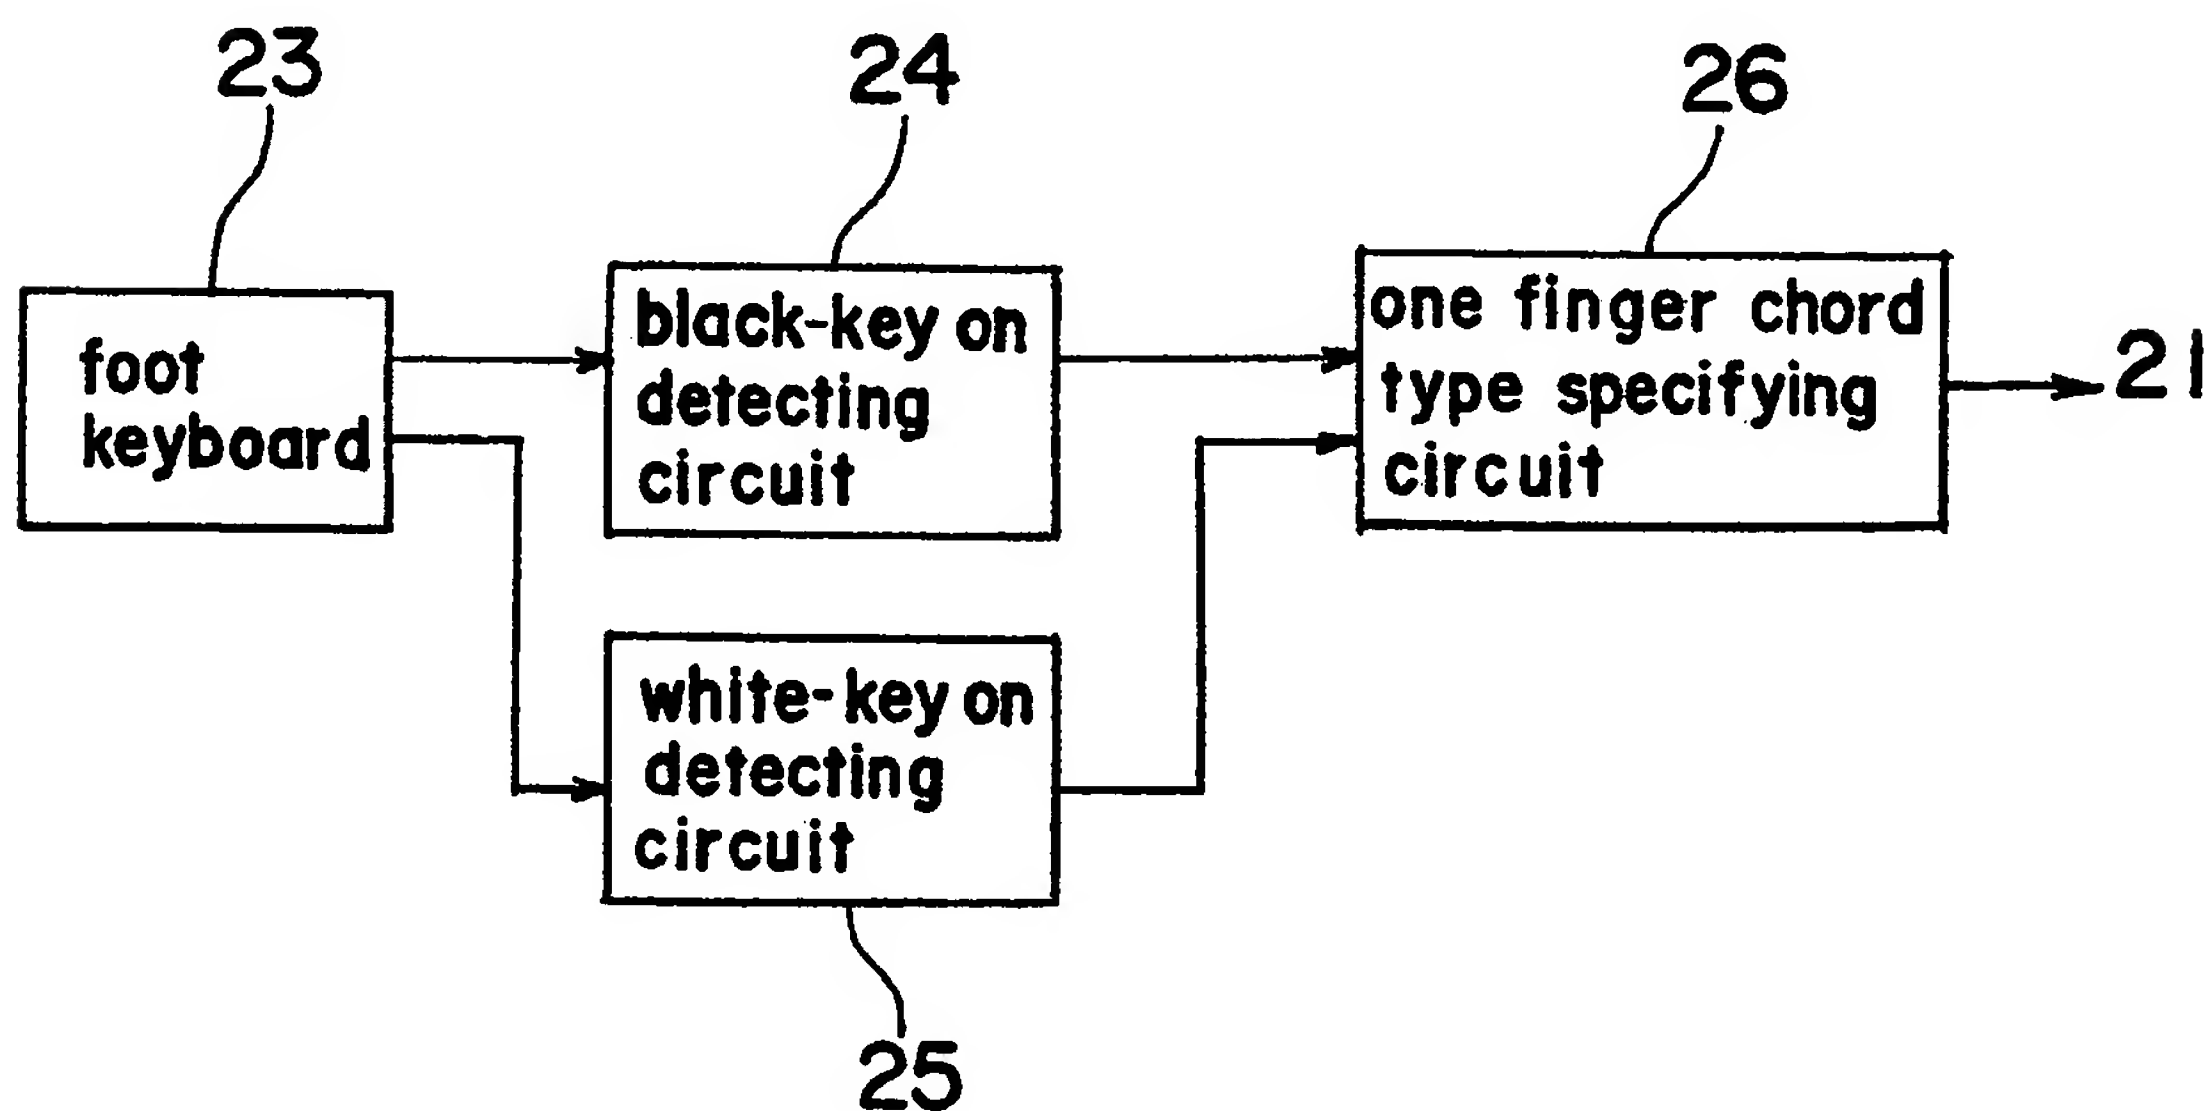 23
24
26
foot
keyboard
black-key on
detecting
circuit
one finger chord
type specifying
circuit
21
white-key on
detecting
circuit
25